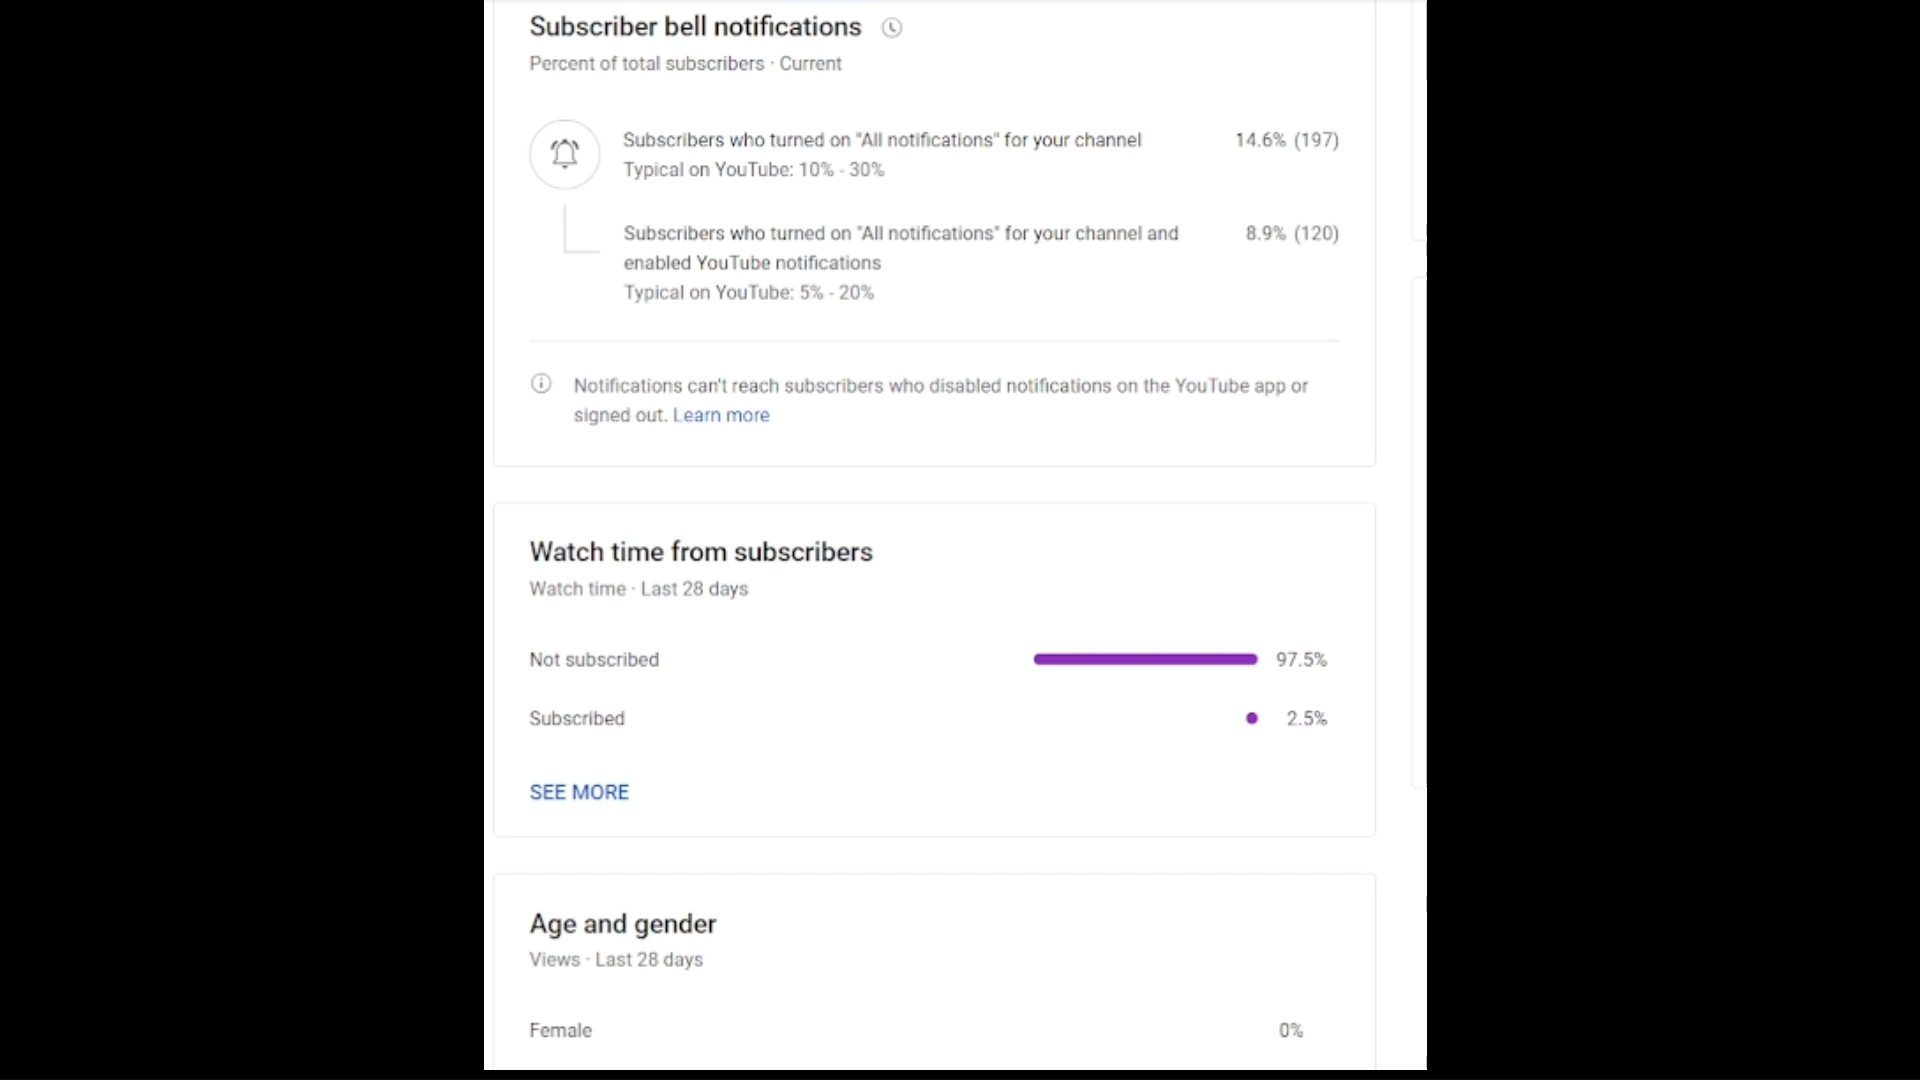 Subscriber bell notifications
Percent of total subscribers · Current
Subscribers who turned on "All notifications" for your channel 14.6% (197)
Typical on YouTube: 10% - 30%
Subscribers who turned on "All notifications" for your channel and 8.9% (120)
enabled YouTube notifications
Typical on YouTube: 5% - 20%
Notifications can't reach subscribers who disabled notifications on the YouTube app or
signed out. Learn more
Watch time from subscribers
Watch time · Last 28 days
Not subscribed 97.5%
Subscribed 2.5%
SEE MORE
Age and gender
Views · Last 28 days
Female 0%